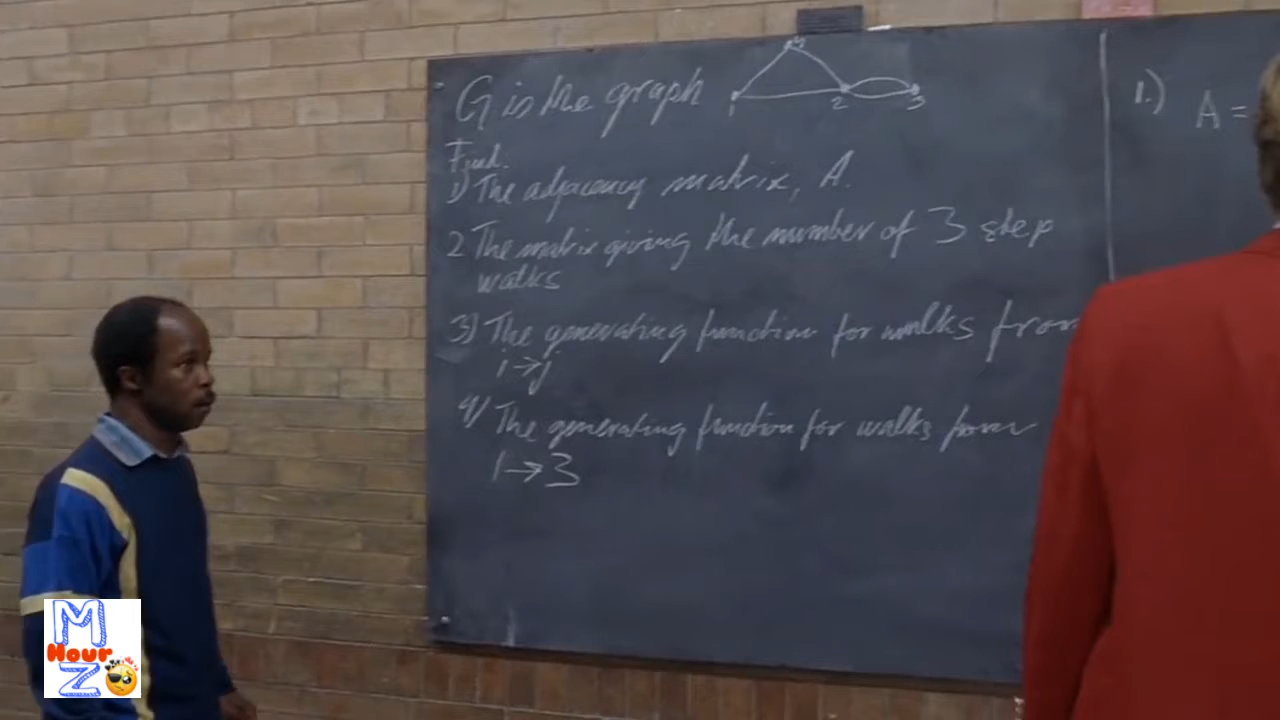 G is the graph
4
1 2 3
Find.
1) The adjacency matrix, A.
2 The matrix giving the number of 3 step
walks
3) The generating function for walks from
i→j
4) The generating function for walks from
1→3
1.) A =
M
Hour
Z